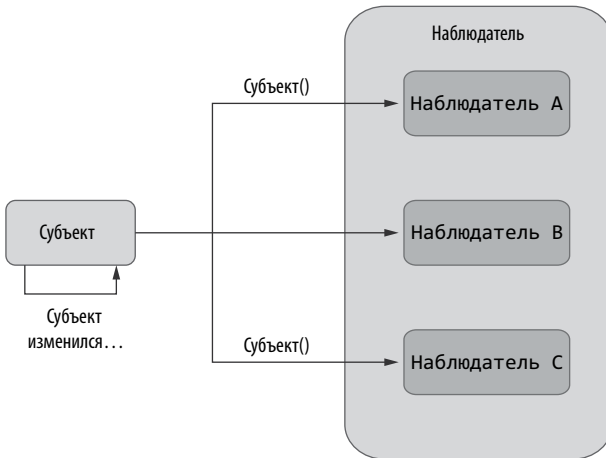 Наблюдатель
Субъект()
Наблюдатель A
Субъект
Наблюдатель B
Субъект
изменился...
Субъект()
Наблюдатель C